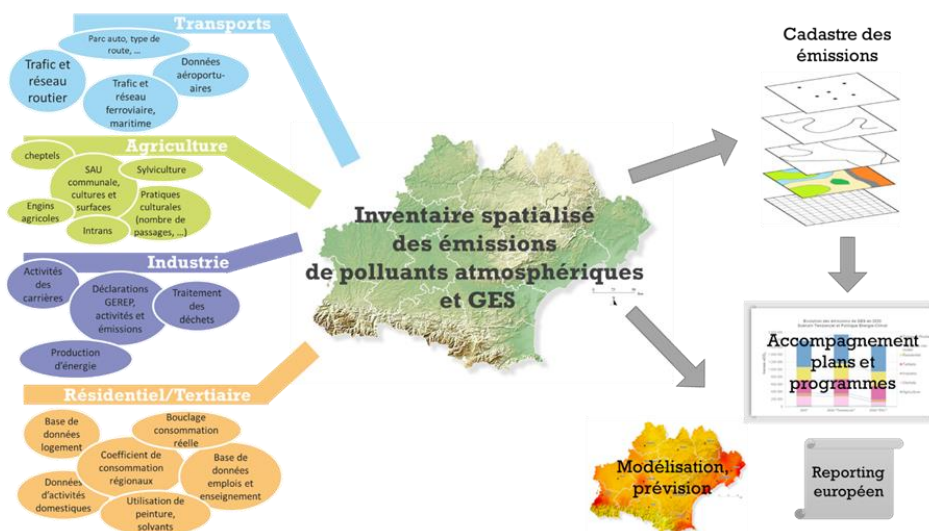 Transports
Parc auto, type de
route, ...
Trafic et
réseau
routier
Données
aéroportu-
aires
Trafic et
réseau
ferroviaire,
maritime
Agriculture
cheptels
SAU
communale,
cultures et
surfaces
Sylviculture
Engins
agricoles
Pratiques
culturales
(nombre de
passages, ...)
Intrans
Industrie
Activités
des
carrières
Déclarations
GEREP,
activités et
émissions
Traitement
des
déchets
Production
d'énergie
Résidentiel/Tertiaire
Base de
données
logement
Bouclage
consommation
réelle
Coefficient de
consommation
régionaux
Base de
données
emplois et
enseignement
Données
d'activités
domestiques
Utilisation de
peinture,
solvants
Inventaire spatialisé
des émissions
de polluants atmosphériques
et GES
Cadastre des
émissions
Accompagnement
plans et
programmes
Modélisation,
prévision
Reporting
européen